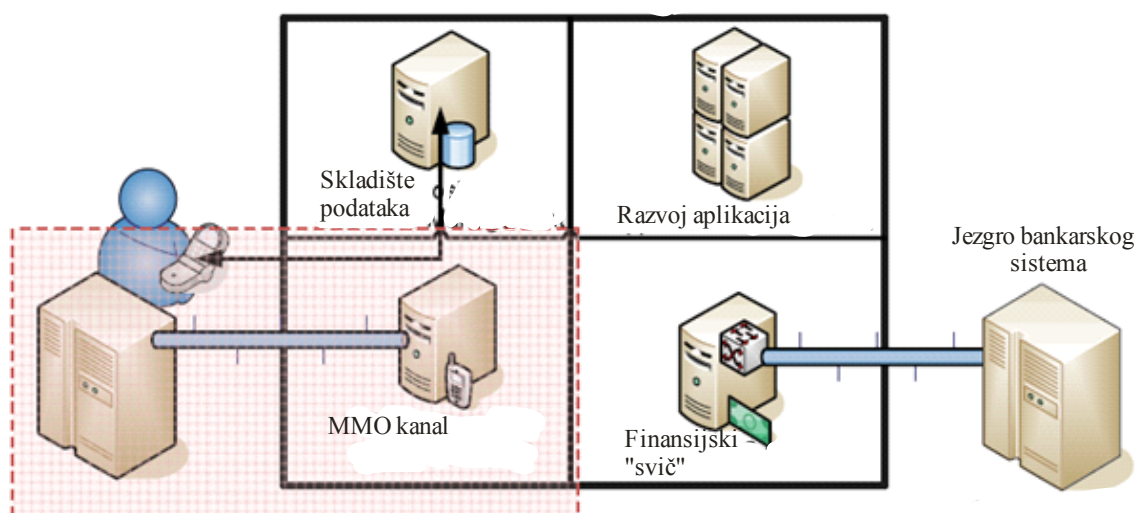 Skladište
podataka
Razvoj aplikacija
Jezgro bankarskog
sistema
MMO kanal
Finansijski
"svič"